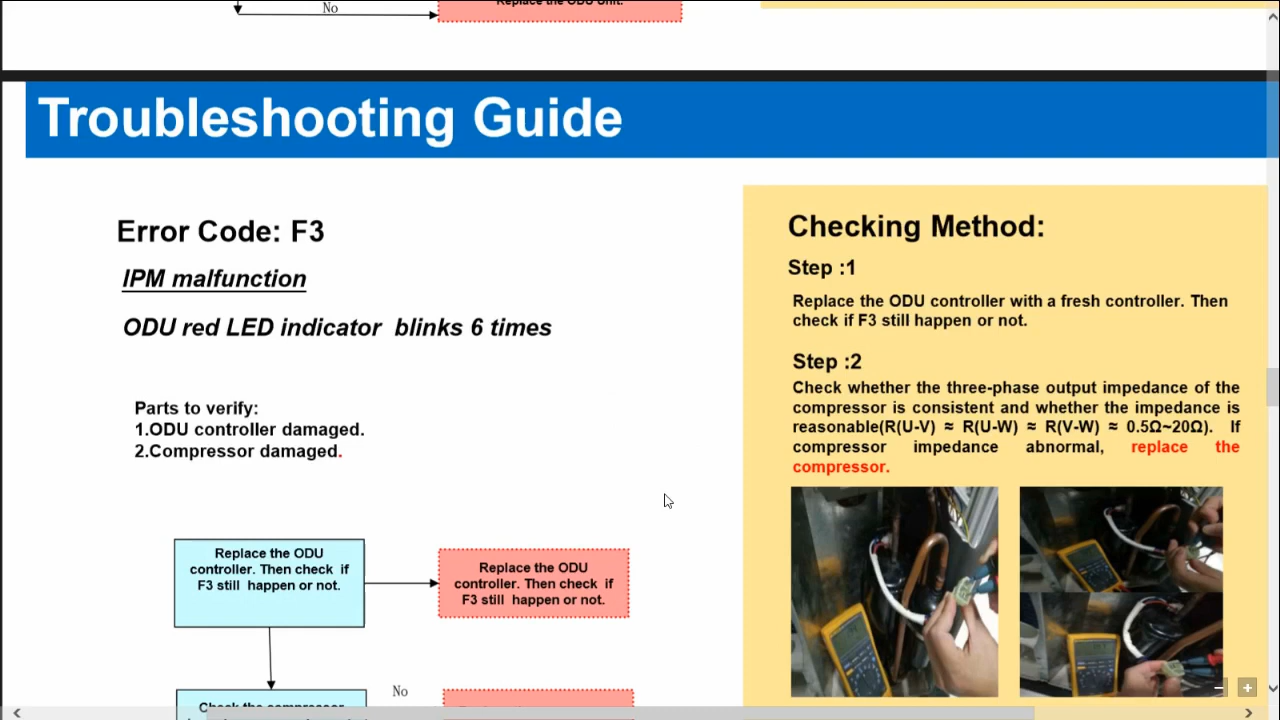 No
Replace the ODU Unit.
Troubleshooting Guide
Error Code: F3
IPM malfunction
ODU red LED indicator blinks 6 times
Parts to verify:
1.ODU controller damaged.
2.Compressor damaged.
Replace the ODU
controller. Then check if
F3 still happen or not.
Replace the ODU
controller. Then check if
F3 still happen or not.
No
Check the compressor
Checking Method:
Step :1
Replace the ODU controller with a fresh controller. Then
check if F3 still happen or not.
Step :2
Check whether the three-phase output impedance of the
compressor is consistent and whether the impedance is
reasonable(R(U-V) ≈ R(U-W) ≈ R(V-W) ≈ 0.5Ω~20Ω). If
compressor impedance abnormal, replace the
compressor.